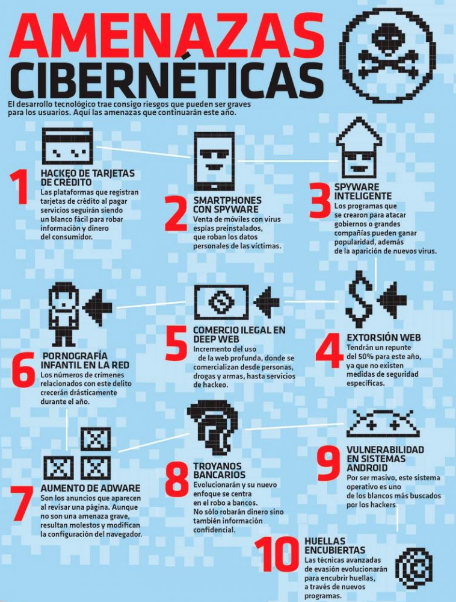 AMENAZAS
CIBERNÉTICAS
El desarrollo tecnológico trae consigo riesgos que pueden ser graves
para los usuarios. Aquí las amenazas que continuarán este año.
1
HACKEO DE TARJETAS
DE CRÉDITO
Las plataformas que registran
tarjetas de crédito al pagar
servicios seguirán siendo
un blanco fácil para robar
información y dinero
del consumidor.
2
SMARTPHONES
CON SPYWARE
Venta de móviles con virus
espías preinstalados,
que roban los datos
personales de las víctimas.
3
SPYWARE
INTELIGENTE
Los programas que
se crearon para atacar
gobiernos o grandes
compañías pueden ganar
popularidad, además
de la aparición de nuevos virus.
4
EXTORSIÓN WEB
Tendrán un repunte
del 50% para este año,
ya que no existen
medidas de seguridad
específicas.
5
COMERCIO ILEGAL EN
DEEP WEB
Incremento del uso
de la web profunda, donde se
comercializan desde personas,
drogas y armas, hasta servicios
de hackeo.
6
PORNOGRAFÍA
INFANTIL EN LA RED
Los números de crímenes
relacionados con este delito
crecerán drásticamente
durante el año.
7
AUMENTO DE ADWARE
Son los anuncios que aparecen
al revisar una página. Aunque
no son una amenaza grave,
resultan molestos y modifican
la configuración del navegador.
8
TROYANOS
BANCARIOS
Evolucionarán y su nuevo
enfoque se centra
en el robo a bancos.
No sólo robarán dinero sino
también información
confidencial.
9
VULNERABILIDAD
EN SISTEMAS
ANDROID
Por ser masivo, este sistema
operativo es uno
de los blancos más buscados
por los hackers.
10
HUELLAS
ENCUBIERTAS
Las técnicas avanzadas
de evasión evolucionarán
para encubrir huellas,
a través de nuevos
programas.